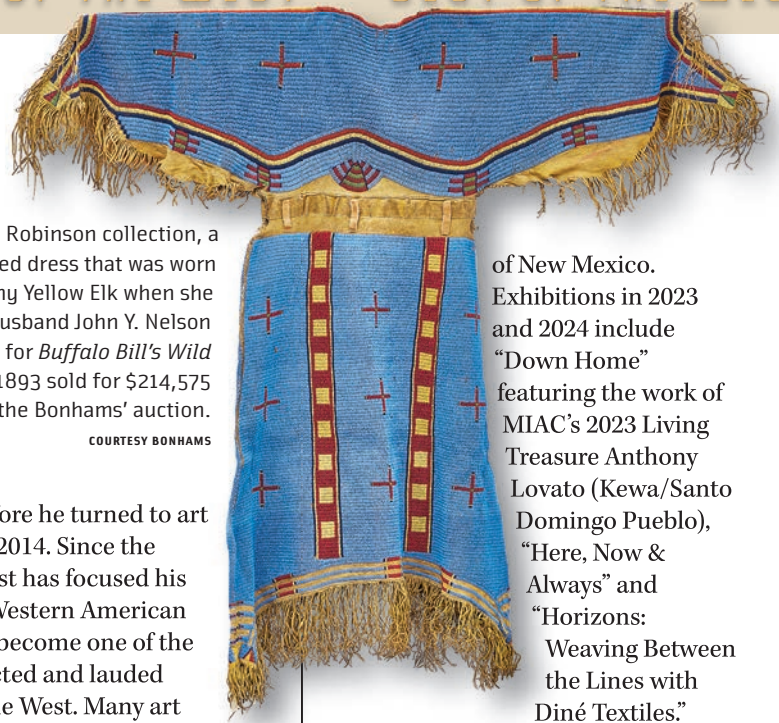 Robinson collection, a
ed dress that was worn
ny Yellow Elk when she
usband John Y. Nelson
for Buffalo Bill's Wild
1893 sold for $214,575
the Bonhams' auction.
COURTESY BONHAMS
ore he turned to art
2014. Since the
st has focused his
Western American
become one of the
cted and lauded
e West. Many art
of New Mexico.
Exhibitions in 2023
and 2024 include
“Down Home”
featuring the work of
MIAC’s 2023 Living
Treasure Anthony
Lovato (Kewa/Santo
Domingo Pueblo),
“Here, Now &
Always” and
“Horizons:
Weaving Between
the Lines with
Diné Textiles.”